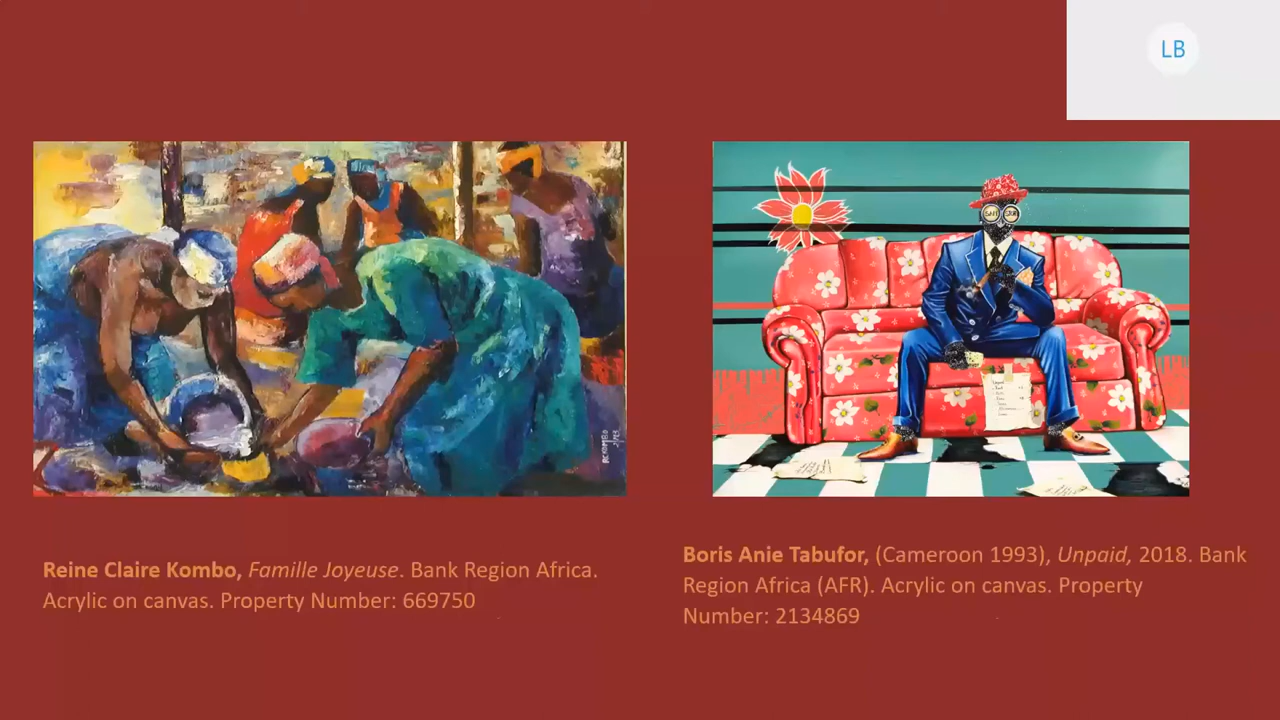 LB
RCKOMBO
Reine Claire Kombo, Famille Joyeuse. Bank Region Africa.
Acrylic on canvas. Property Number: 669750
Boris Anie Tabufor, (Cameroon 1993), Unpaid, 2018. Bank
Region Africa (AFR). Acrylic on canvas. Property
Number: 2134869